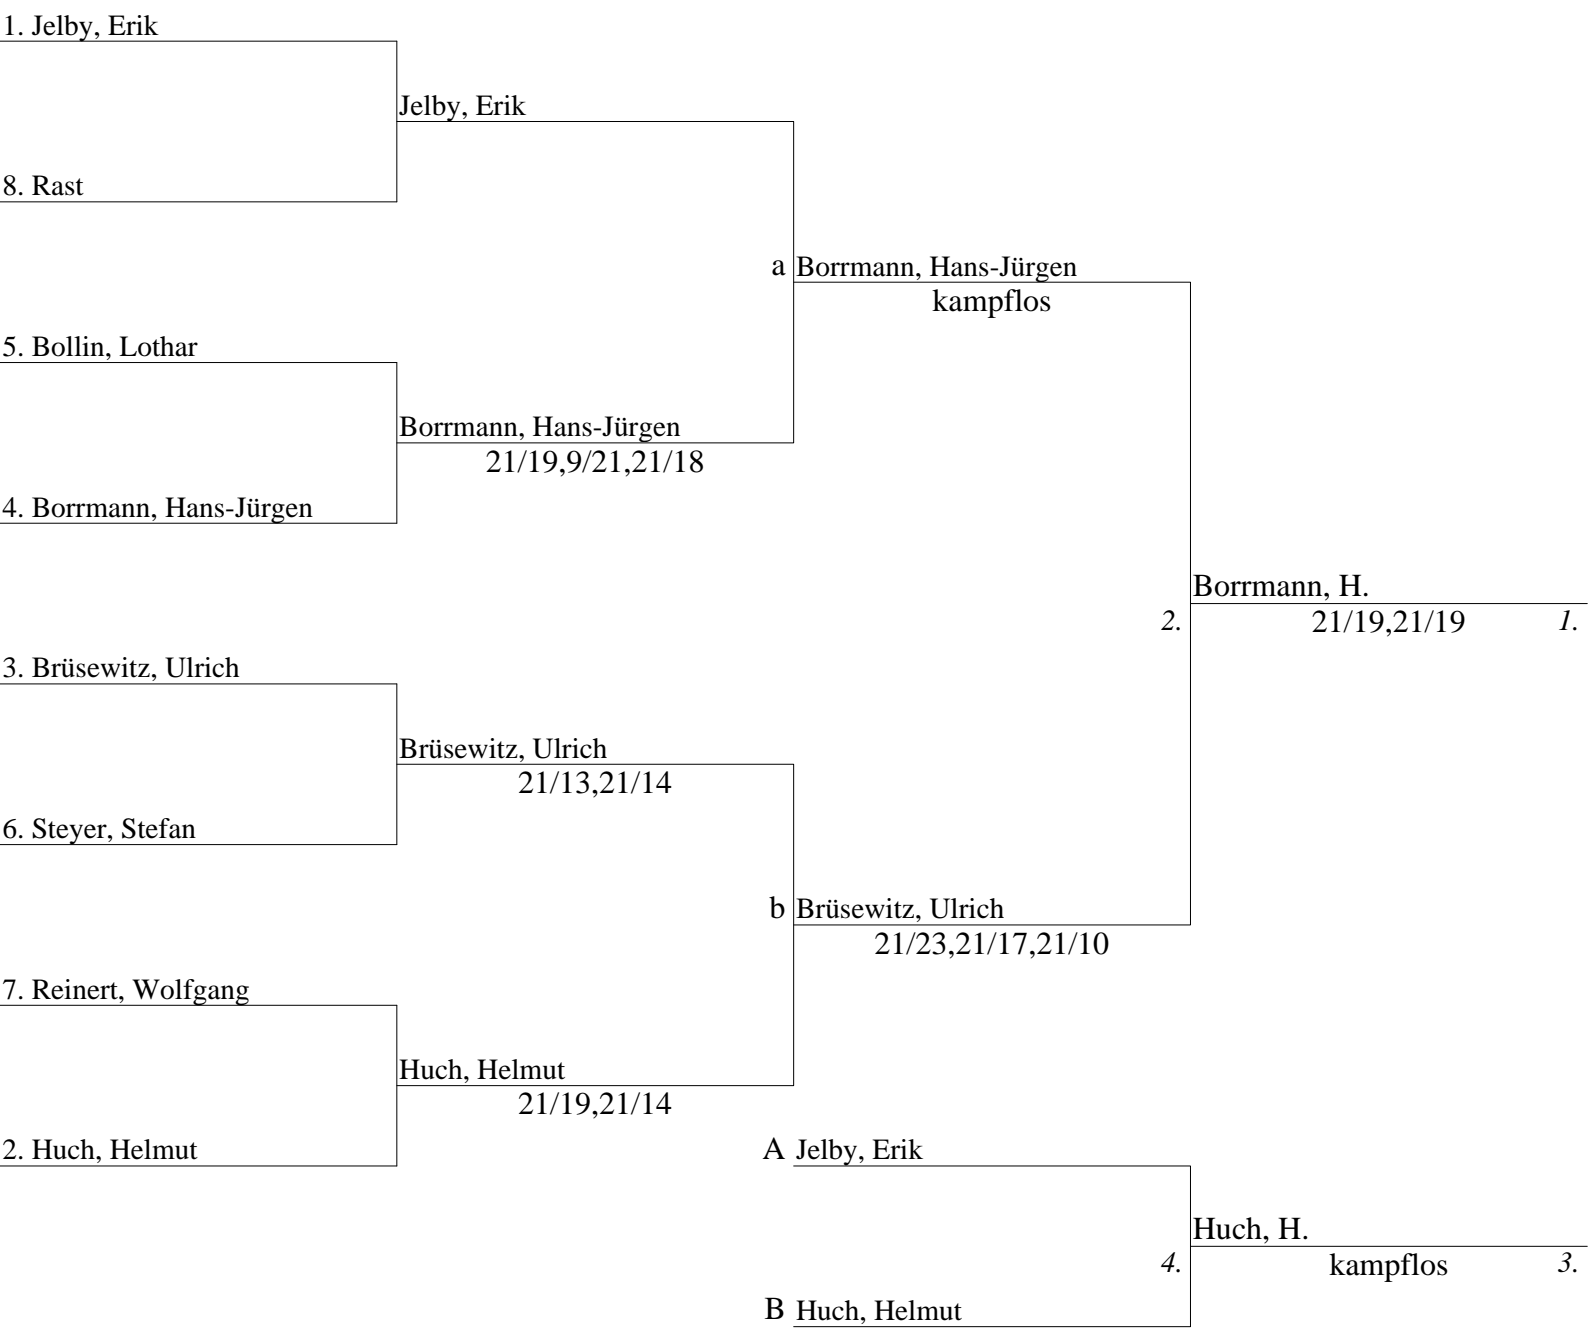 1. Jelby, Erik
Jelby, Erik
8. Rast
a Borrmann, Hans-Jürgen
kampflos
5. Bollin, Lothar
Borrmann, Hans-Jürgen
21/19,9/21,21/18
4. Borrmann, Hans-Jürgen
Borrmann, H.
2. 21/19,21/19 1.
3. Brüsewitz, Ulrich
Brüsewitz, Ulrich
21/13,21/14
6. Steyer, Stefan
b Brüsewitz, Ulrich
21/23,21/17,21/10
7. Reinert, Wolfgang
Huch, Helmut
21/19,21/14
2. Huch, Helmut
A Jelby, Erik
Huch, H.
4. kampflos 3.
B Huch, Helmut